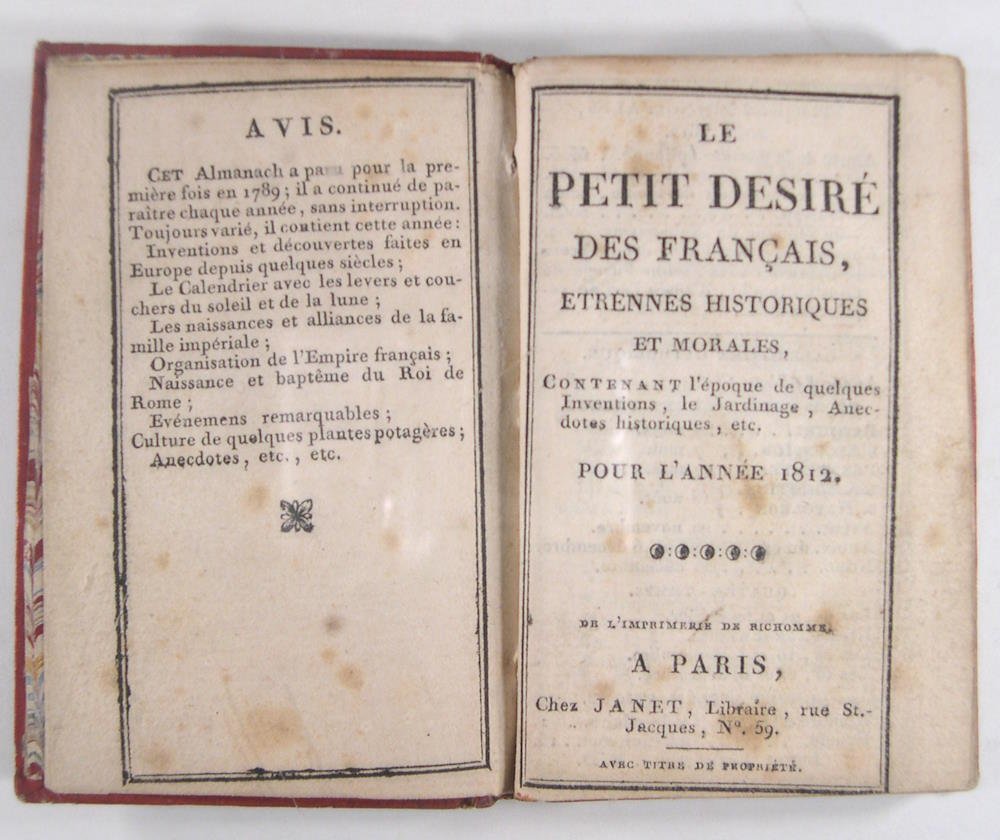 AVIS.
CET Almanach a paru pour la pre-
mière fois en 1789; il a continué de pa-
raître chaque année, sans interruption.
Toujours varié, il contient cette année:
Inventions et découvertes faites en
Europe depuis quelques siècles;
Le Calendrier avec les levers et cou-
chers du soleil et de la lune;
Les naissances et alliances de la fa-
mille impériale;
Organisation de l'Empire français;
Naissance et baptême du Roi de
Rome;
Evénemens remarquables;
Culture de quelques plantes potagères;
Anecdotes, etc., etc.
LE
PETIT DESIRÉ
DES FRANÇAIS,
ETRENNES HISTORIQUES
ET MORALES,
CONTENANT l'époque de quelques
Inventions, le Jardinage, Anec-
dotes historiques, etc.
POUR L'ANNÉE 1812.
DE L'IMPRIMERIE DE RICHOMME.
A PARIS,
Chez JANET, Libraire, rue St.-
Jacques, N°. 59.
AVEC TITRE DE PROPRIÉTÉ.